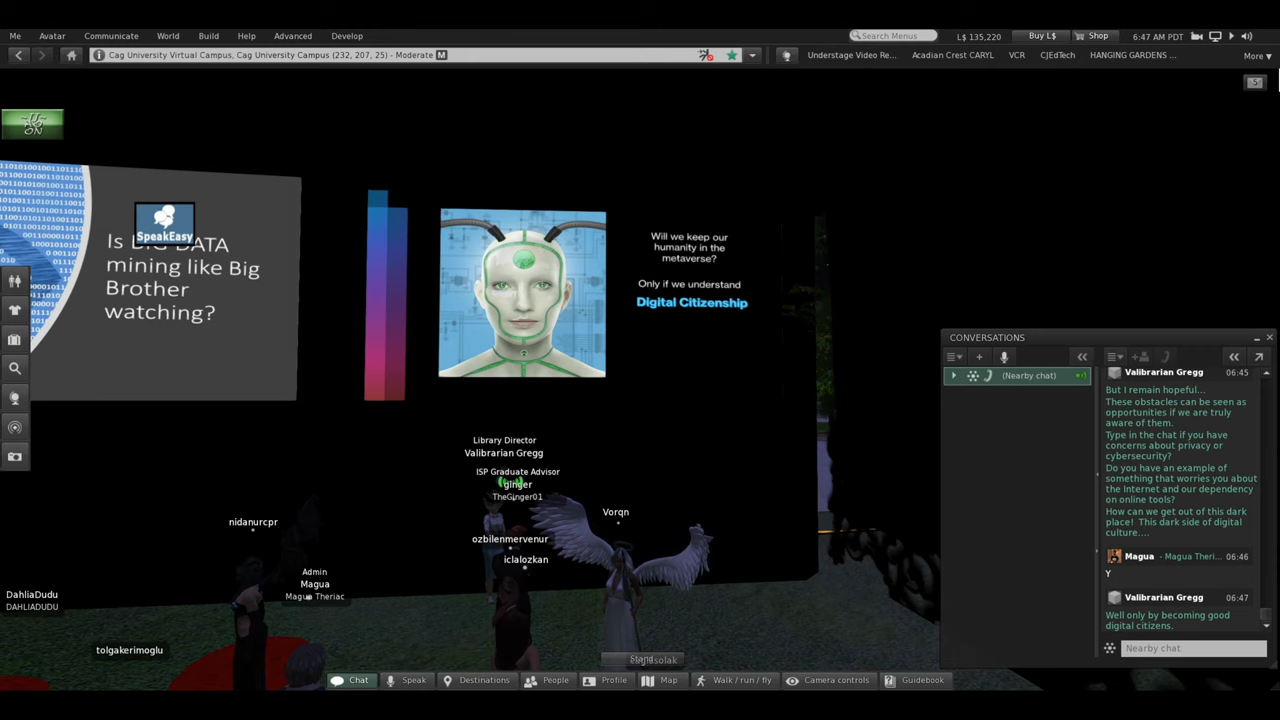 Me Avatar Communicate World Build Help Advanced Develop
Search Menus
L$ 135,220
Buy L$
Shop
6:47 AM PDT
Cag University Virtual Campus, Cag University Campus (232, 207, 25) - Moderate M
Understage Video Re... Acadian Crest CARYL VCR CJEdTech HANGING GARDENS ... More
5
ON
SpeakEasy
Is BIG DATA
mining like Big
Brother
watching?
Will we keep our
humanity in the
metaverse?
Only if we understand
Digital Citizenship
Library Director
Valibrarian Gregg
ISP Graduate Advisor
ginger
TheGinger01
nidanurcpr
Vorqn
ozbilenmervenur
iclalozkan
Admin
Magua
Magua Theriac
DahliaDudu
DAHLIADUDU
tolgakerimoglu
Stand
CONVERSATIONS
(Nearby chat)
Valibrarian Gregg 06:45
But I remain hopeful...
These obstacles can be seen as
opportunities if we are truly
aware of them.
Type in the chat if you have
concerns about privacy or
cybersecurity?
Do you have an example of
something that worries you about
the Internet and our dependency
on online tools?
How can we get out of this dark
place! This dark side of digital
culture....
Magua - Magua Theri... 06:46
Y
Valibrarian Gregg 06:47
Well only by becoming good
digital citizens.
Nearby chat
Chat Speak Destinations People Profile Map Walk / run / fly Camera controls Guidebook